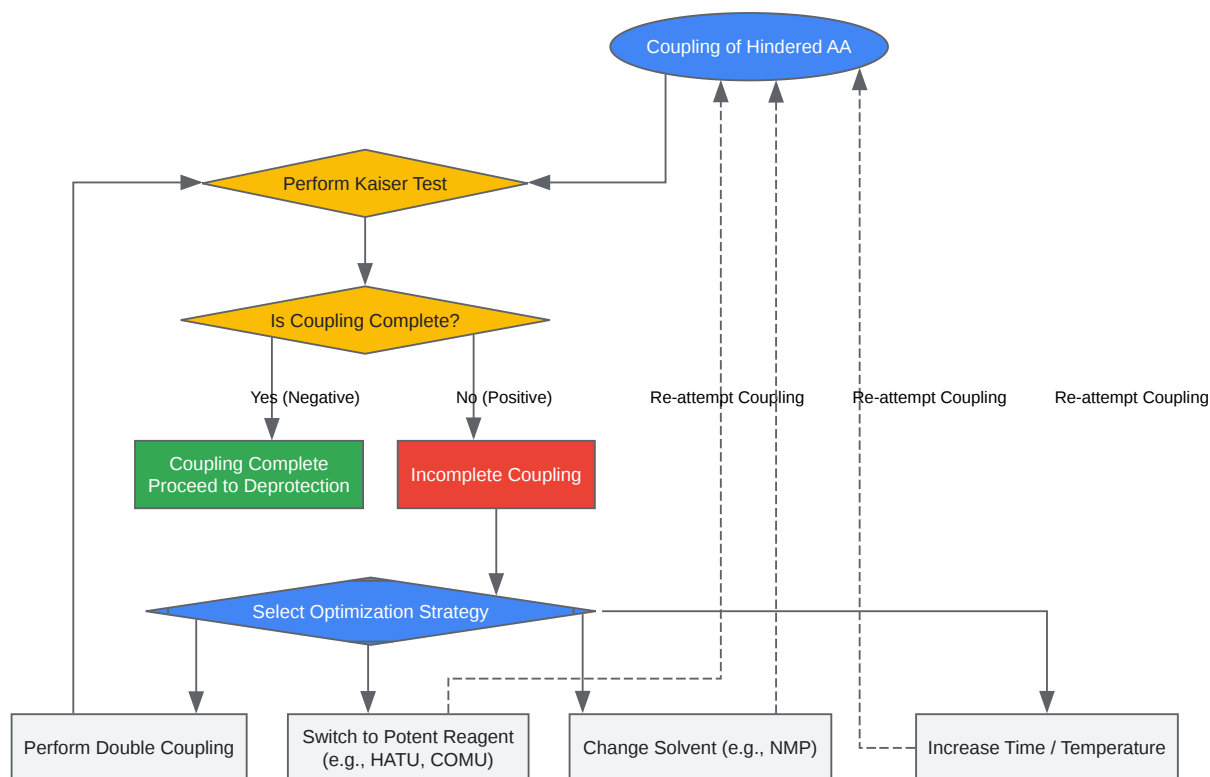 Coupling of Hindered AA
Perform Kaiser Test
Is Coupling Complete?
Yes (Negative)
No (Positive)
Re-attempt Coupling
Re-attempt Coupling
Re-attempt Coupling
Coupling Complete
Proceed to Deprotection
Incomplete Coupling
Select Optimization Strategy
Perform Double Coupling
Switch to Potent Reagent
(e.g., HATU, COMU)
Change Solvent (e.g., NMP)
Increase Time / Temperature